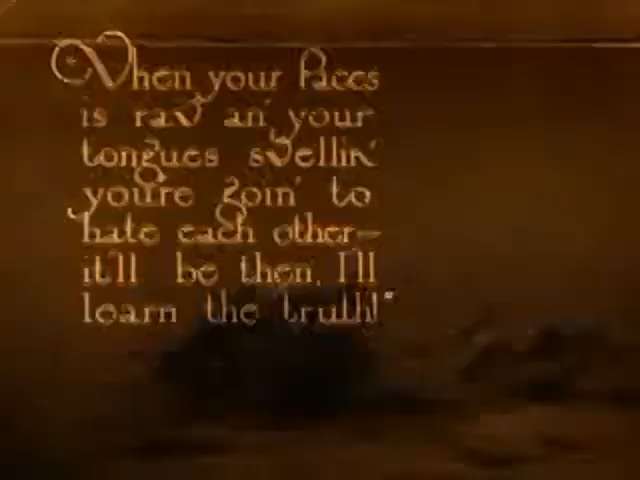 "When your faces
is raw an' your
tongues swellin'
you're goin' to
hate each other—
it'll be then, I'll
learn the truth!"